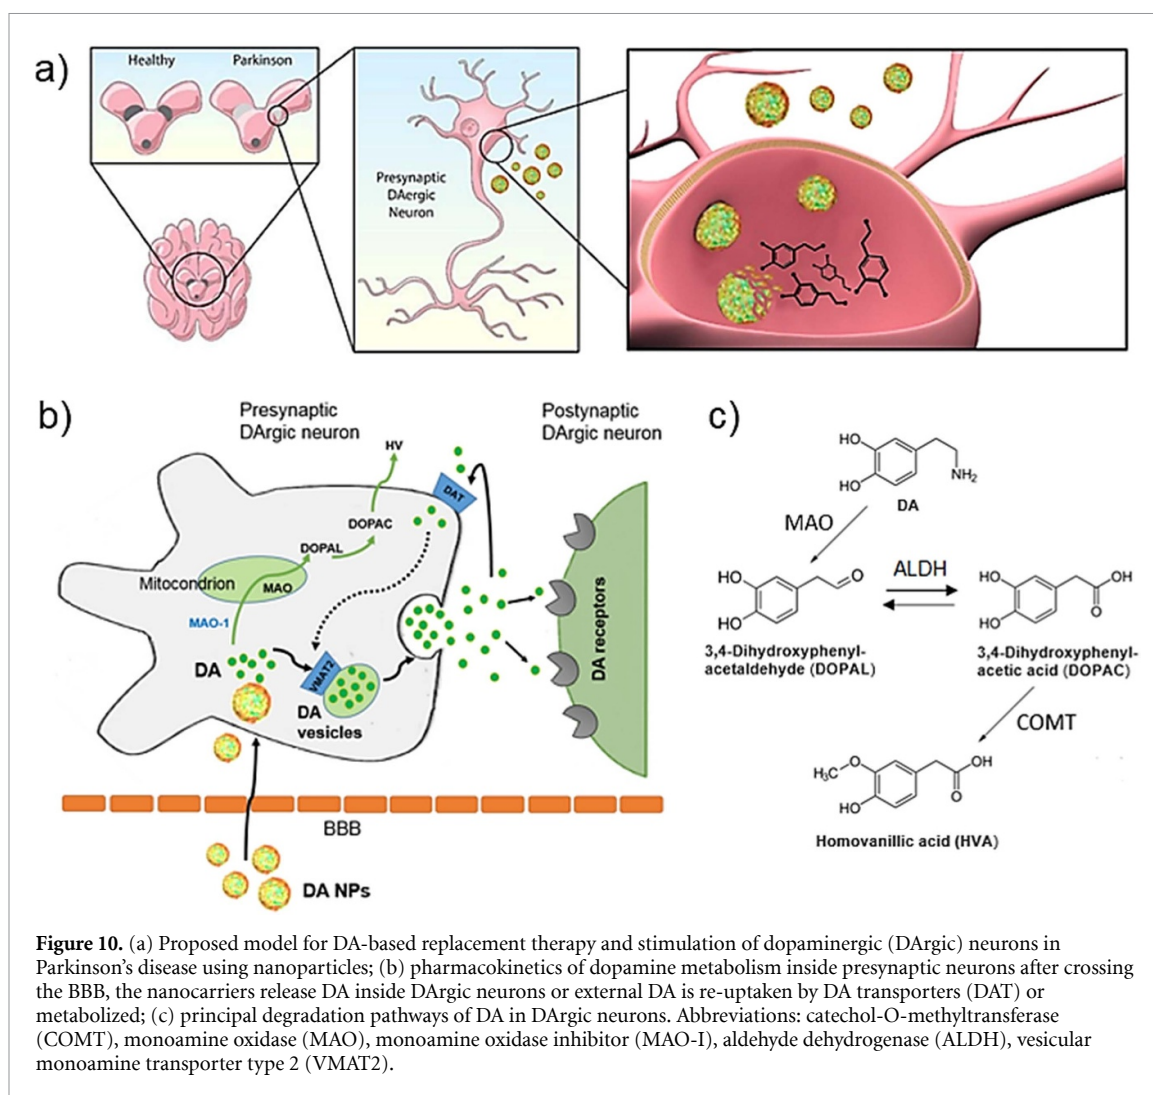 a)
Healthy
Parkinson
Presynaptic
DAergic
Neuron
b)
Presynaptic
DArgic neuron
Postynaptic
DArgic neuron
HV
DAT
DOPAC
DOPAL
Mitocondrion
MAO
MAO-1
DA
VMAT2
DA
vesicles
DA receptors
BBB
DA NPs
c)
HO
HO
NH2
DA
MAO
HO
HO
O
3,4-Dihydroxyphenyl-
acetaldehyde (DOPAL)
ALDH
HO
HO
OH
O
3,4-Dihydroxyphenyl-
acetic acid (DOPAC)
COMT
H3C
O
HO
OH
O
Homovanillic acid (HVA)
Figure 10. (a) Proposed model for DA-based replacement therapy and stimulation of dopaminergic (DArgic) neurons in
Parkinson's disease using nanoparticles; (b) pharmacokinetics of dopamine metabolism inside presynaptic neurons after crossing
the BBB, the nanocarriers release DA inside DArgic neurons or external DA is re-uptaken by DA transporters (DAT) or
metabolized; (c) principal degradation pathways of DA in DArgic neurons. Abbreviations: catechol-O-methyltransferase
(COMT), monoamine oxidase (MAO), monoamine oxidase inhibitor (MAO-I), aldehyde dehydrogenase (ALDH), vesicular
monoamine transporter type 2 (VMAT2).